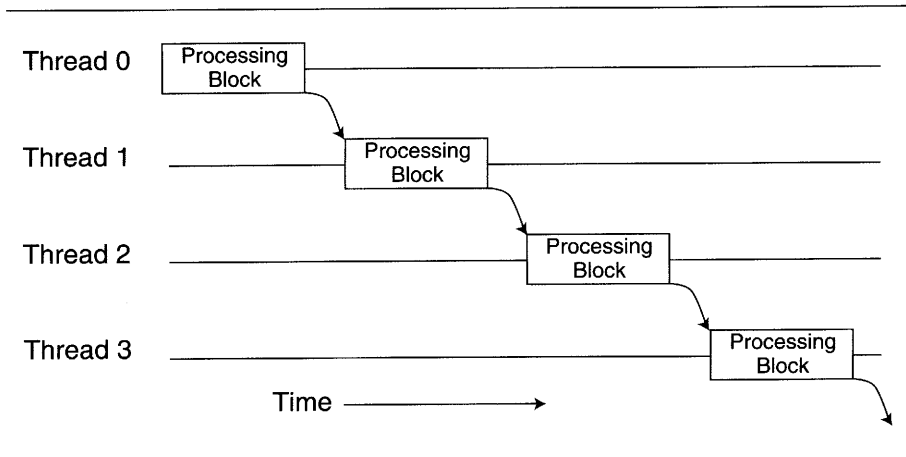 Thread 0
Processing
Block
Thread 1
Processing
Block
Thread 2
Processing
Block
Thread 3
Processing
Block
Time